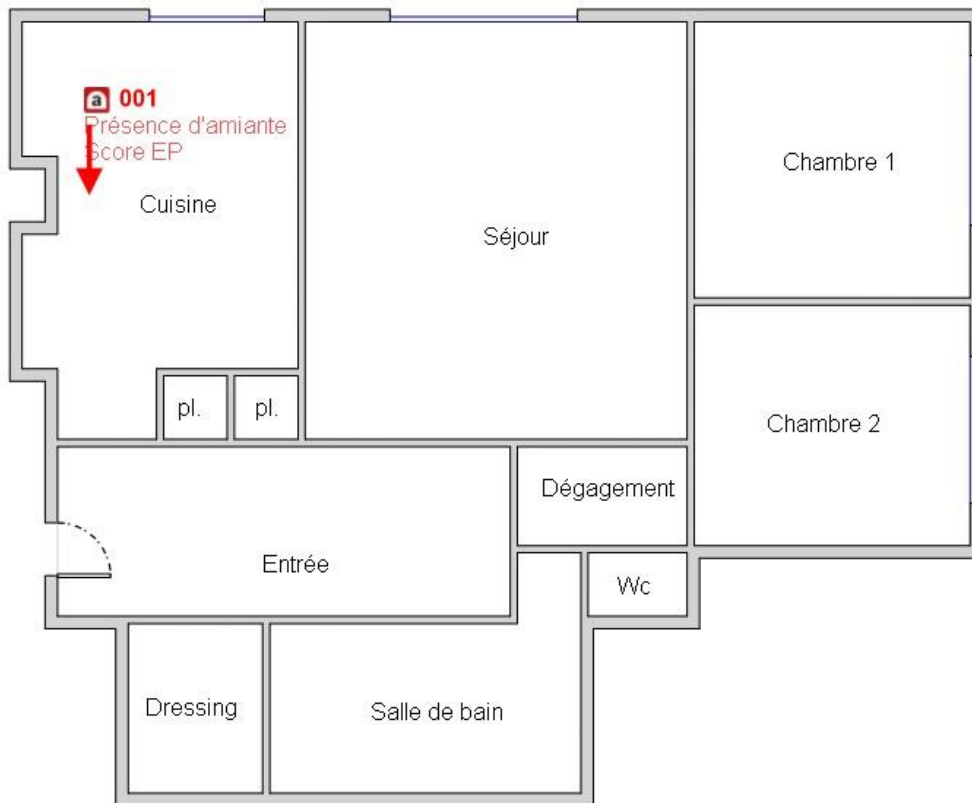 a 001
Présence d'amiante
Score EP
Cuisine
Séjour
Chambre 1
pl.
pl.
Chambre 2
Dégagement
Entrée
Wc
Dressing
Salle de bain